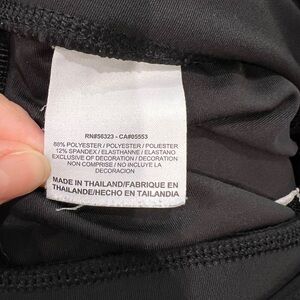 RN#56323 - CA#05553
88% POLYESTER / POLYESTER / POLIESTER
12% SPANDEX / ELASTHANNE / ELASTANO
EXCLUSIVE OF DECORATION / DECORATION
NON COMPRISE / NO INCLUYE LA
DECORACION
MADE IN THAILAND/FABRIQUE EN
THAILANDE/HECHO EN TAILANDIA